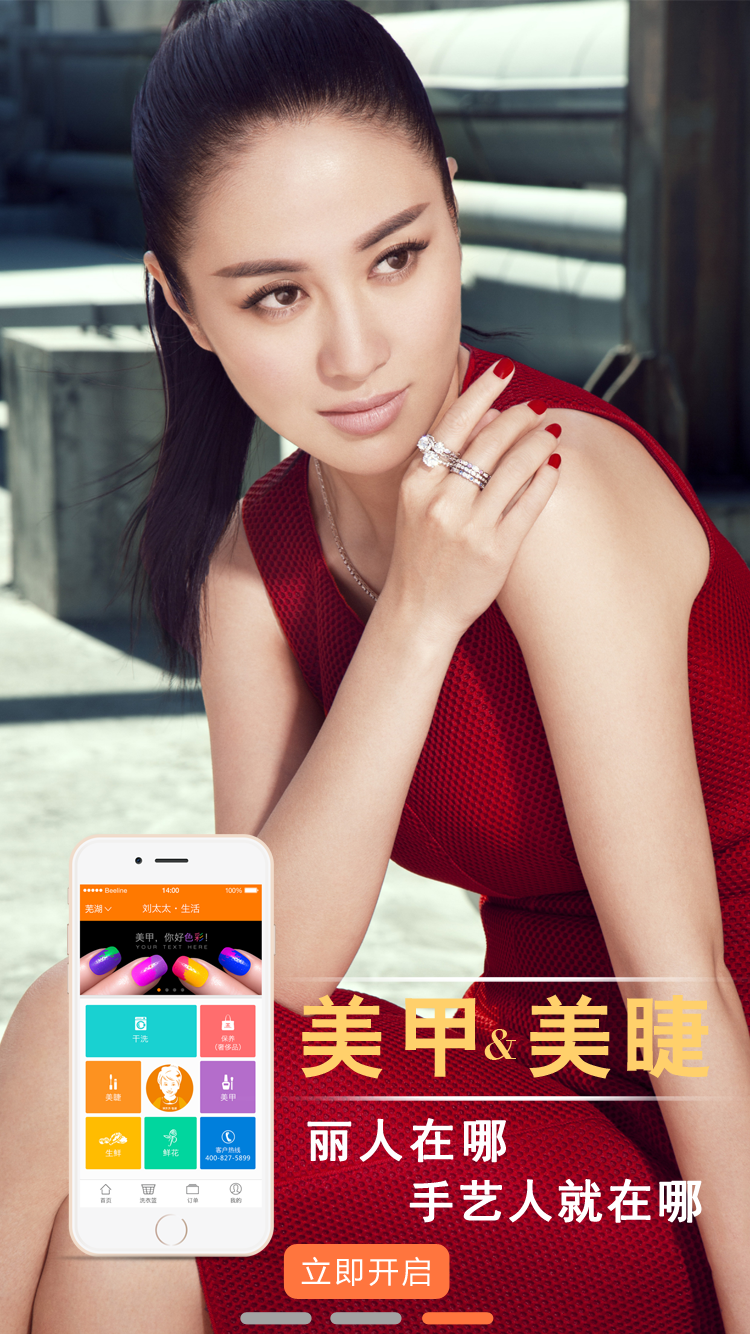 Beeline 14:00 100%
芜湖 刘太太·生活
美甲，你好色彩！
YOUR TEXT HERE
干洗
保养
（奢侈品）
美睫
美甲
生鲜
鲜花
客户热线
400-827-5899
首页 洗衣篮 订单 我的
美甲&美睫
丽人在哪
手艺人就在哪
立即开启